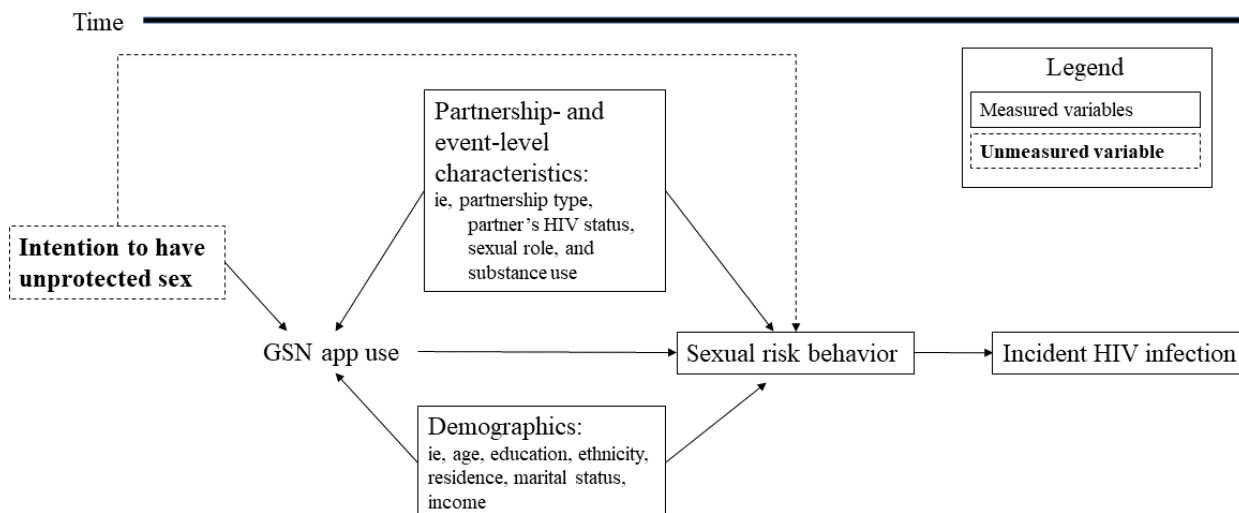 Time
Legend
Measured variables
Unmeasured variable
Partnership- and
event-level
characteristics:
ie, partnership type,
partner's HIV status,
sexual role, and
substance use
Intention to have
unprotected sex
GSN app use
Sexual risk behavior
Incident HIV infection
Demographics:
ie, age, education, ethnicity,
residence, marital status,
income